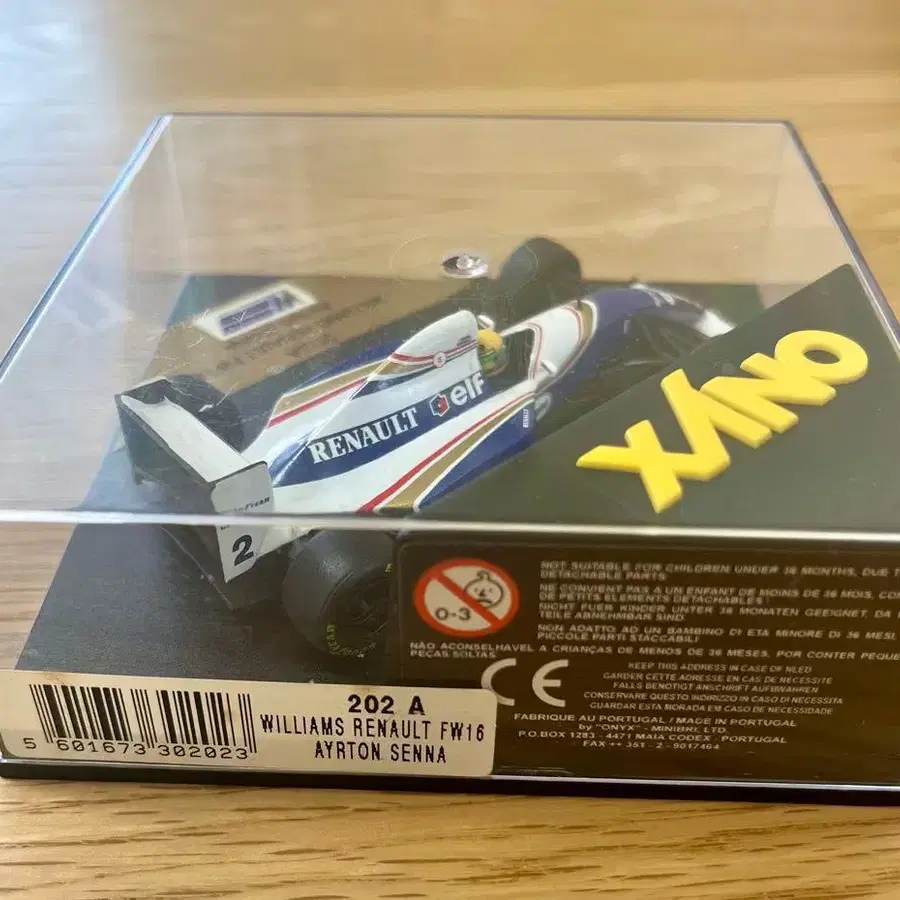 RENAULT
elf
ONYX
2
0-3
NOT SUITABLE FOR CHILDREN UNDER 36 MONTHS, DUE
DETACHABLE PARTS
NE CONVIENT PAS A UN ENFANT DE MOINS DE 36 MOIS,
DE PETITS ELEMENTS DETACHABLES
NICHT FUER KINDER UNTER 36 MONATEN GEEIGNET, DA
TEILE ABNEHMBAR SIND
NON ADATTO AD UN BAMBINO DI ETA MINORE DI 36 MESI,
PICCOLE PARTI STACCABILI
NÃO ACONSELHAVEL A CRIANÇAS DE MENOS DE 36 MESES, POR CONTER
PEÇAS SOLTAS
CE
KEEP THIS ADDRESS IN CASE OF NEED
GARDER CETTE ADRESSE EN CAS DE NECESSITE
FALLS BENOTIGT ANSCHRIFT AUFBWAHREN
CONSERVARE QUESTO INDIRIZZO IN CASO DI NECESSITA
GUARDAR ESTA MORADA EM CASO DE NECESSIDADE
FABRIQUE AU PORTUGAL / MADE IN PORTUGAL
by "ONYX" - MINIBRI, LTD.
P.O.BOX 1283 - 4471 MAIA CODEX - PORTUGAL
FAX ++ 351 - 2 - 9017464
202 A
WILLIAMS RENAULT FW16
AYRTON SENNA
5 601673 302023